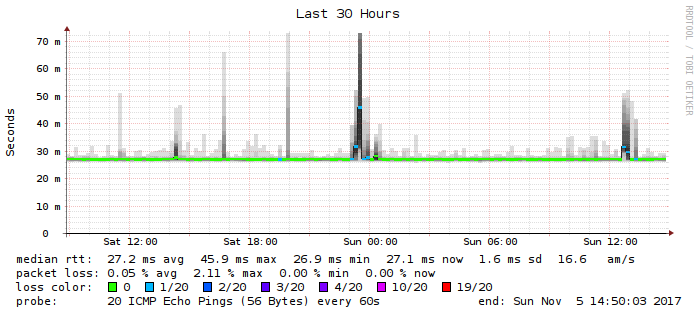 Last 30 Hours
RRDTOOL / TOBI OETIKER
Seconds
70 m
60 m
50 m
40 m
30 m
20 m
10 m
0
Sat 12:00 Sat 18:00 Sun 00:00 Sun 06:00 Sun 12:00
median rtt: 27.2 ms avg 45.9 ms max 26.9 ms min 27.1 ms now 1.6 ms sd 16.6 am/s
packet loss: 0.05 % avg 2.11 % max 0.00 % min 0.00 % now
loss color: 0 1/20 2/20 3/20 4/20 10/20 19/20
probe: 20 ICMP Echo Pings (56 Bytes) every 60s end: Sun Nov 5 14:50:03 2017